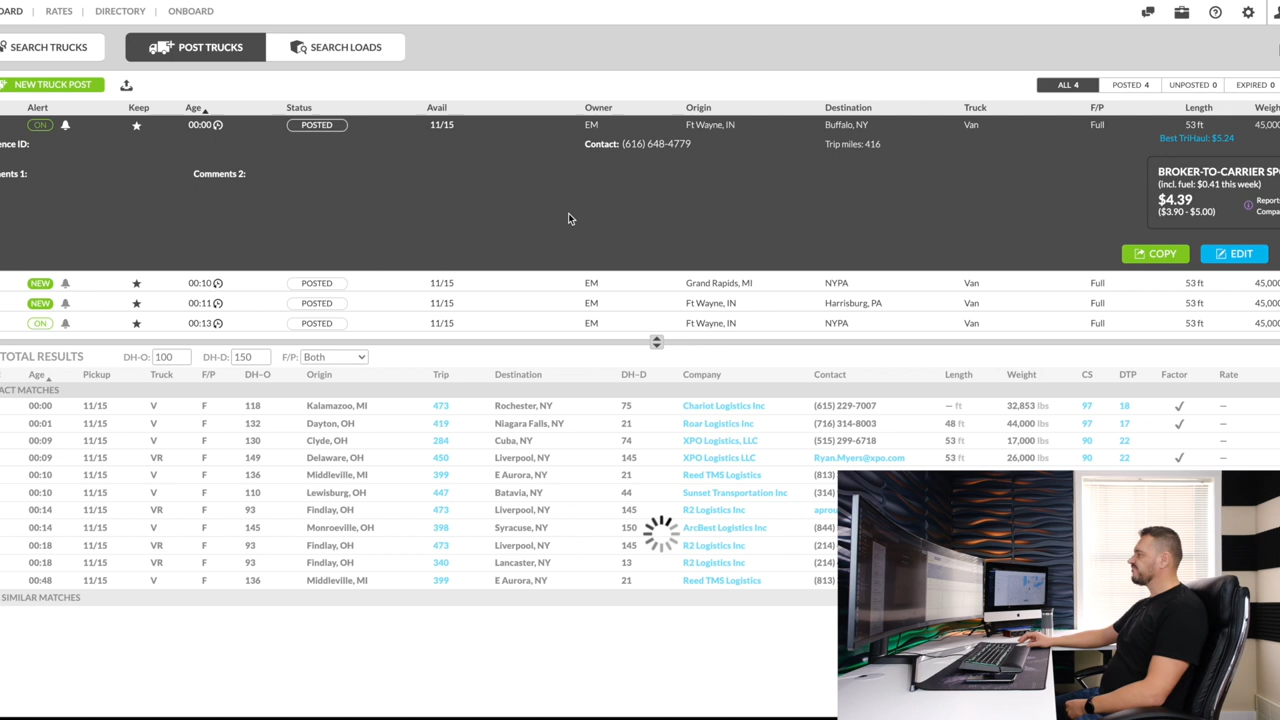 OARD RATES DIRECTORY ONBOARD
SEARCH TRUCKS POST TRUCKS SEARCH LOADS
NEW TRUCK POST ALL 4 POSTED 4 UNPOSTED 0 EXPIRED 0
Alert Keep Age Status Avail Owner Origin Destination Truck F/P Length Weigh
ON 00:00 POSTED 11/15 EM Ft Wayne, IN Buffalo, NY Van Full 53 ft 45,000
Best TriHaul: $5.24
ence ID: Contact: (616) 648-4779 Trip miles: 416
ments 1: Comments 2:
BROKER-TO-CARRIER SPO
(incl. fuel: $0.41 this week)
$4.39 Report
($3.90 - $5.00) Compa
COPY EDIT
NEW 00:10 POSTED 11/15 EM Grand Rapids, MI NYPA Van Full 53 ft 45,000
NEW 00:11 POSTED 11/15 EM Ft Wayne, IN Harrisburg, PA Van Full 53 ft 45,000
ON 00:13 POSTED 11/15 EM Ft Wayne, IN NYPA Van Full 53 ft 45,000
TOTAL RESULTS DH-O: 100 DH-D: 150 F/P: Both
Age Pickup Truck F/P DH-O Origin Trip Destination DH-D Company Contact Length Weight CS DTP Factor Rate
ACT MATCHES
00:00 11/15 V F 118 Kalamazoo, MI 473 Rochester, NY 75 Chariot Logistics Inc (615) 229-7007 — ft 32,853 lbs 97 18 ✓ —
00:01 11/15 V F 132 Dayton, OH 419 Niagara Falls, NY 21 Roar Logistics Inc (716) 314-8003 48 ft 44,000 lbs 97 17 ✓ —
00:09 11/15 V F 130 Clyde, OH 284 Cuba, NY 74 XPO Logistics, LLC (515) 299-6718 53 ft 17,000 lbs 90 22 —
00:09 11/15 VR F 149 Delaware, OH 450 Liverpool, NY 145 XPO Logistics LLC Ryan.Myers@xpo.com 53 ft 26,000 lbs 90 22 ✓ —
00:10 11/15 V F 136 Middleville, MI 399 E Aurora, NY 21 Reed TMS Logistics (813)
00:10 11/15 V F 110 Lewisburg, OH 447 Batavia, NY 44 Sunset Transportation Inc (314)
00:14 11/15 VR F 93 Findlay, OH 473 Liverpool, NY 145 R2 Logistics Inc aprou
00:14 11/15 V F 145 Monroeville, OH 398 Syracuse, NY 150 ArcBest Logistics Inc (844)
00:18 11/15 VR F 93 Findlay, OH 473 Liverpool, NY 145 R2 Logistics Inc (214)
00:18 11/15 VR F 93 Findlay, OH 340 Lancaster, NY 13 R2 Logistics Inc (214)
00:48 11/15 V F 136 Middleville, MI 399 E Aurora, NY 21 Reed TMS Logistics (813)
SIMILAR MATCHES